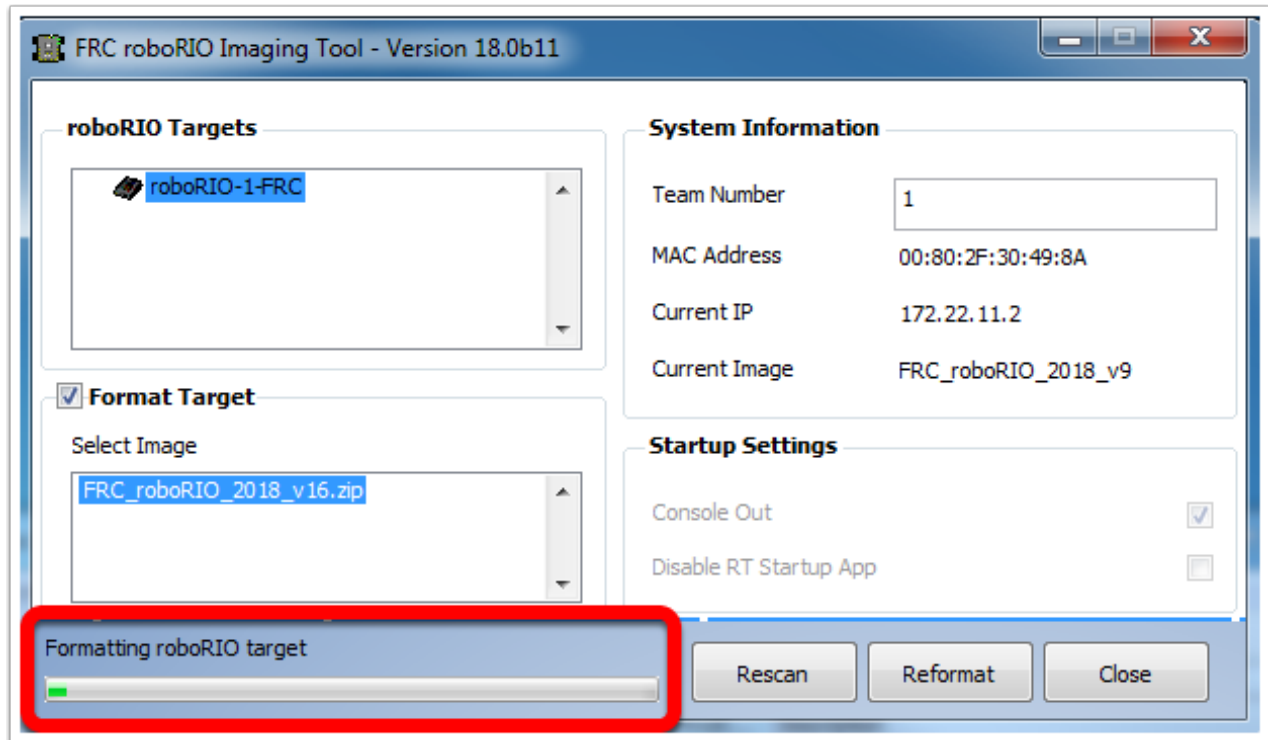 FRC roboRIO Imaging Tool - Version 18.0b11
roboRIO Targets
roboRIO-1-FRC
Format Target
Select Image
FRC_roboRIO_2018_v16.zip
System Information
Team Number
1
MAC Address
00:80:2F:30:49:8A
Current IP
172.22.11.2
Current Image
FRC_roboRIO_2018_v9
Startup Settings
Console Out
Disable RT Startup App
Formatting roboRIO target
Rescan
Reformat
Close